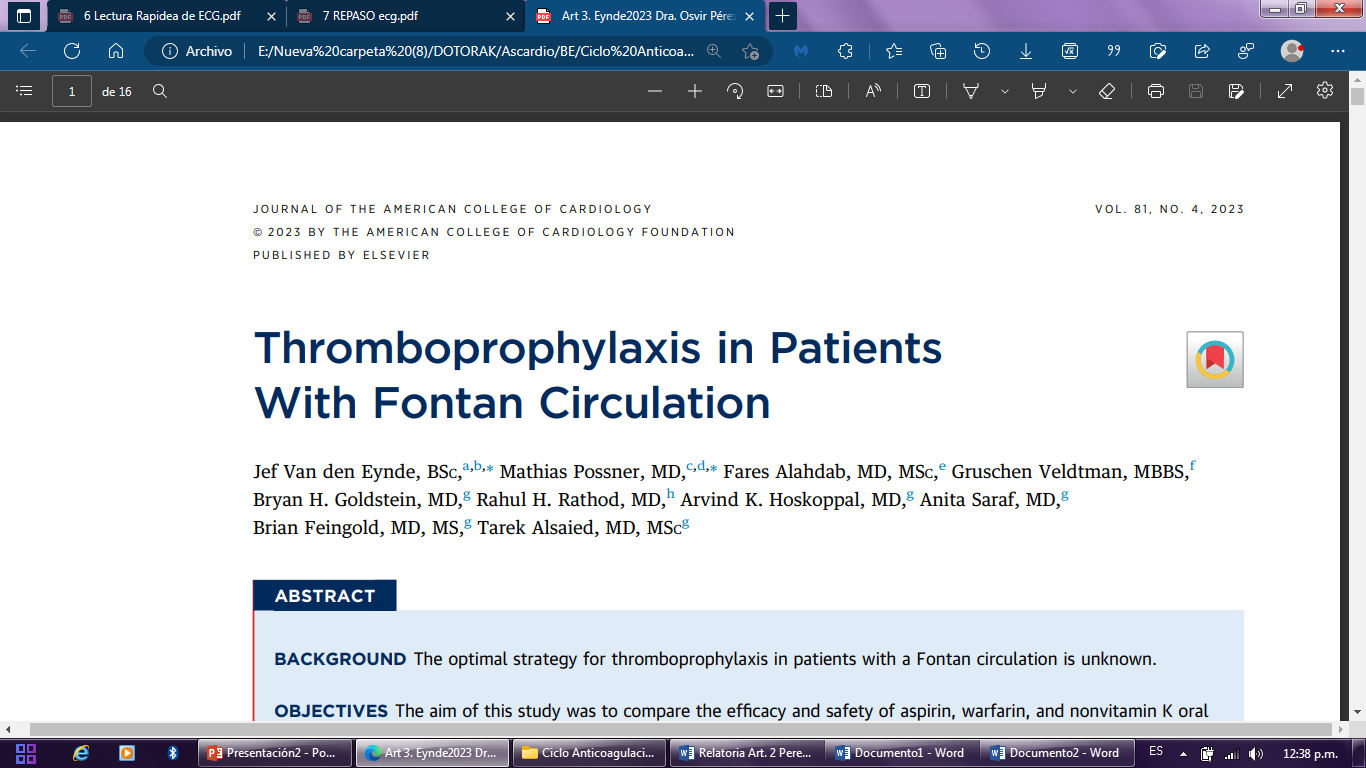 6 Lectura Rapidea de ECG.pdf
7 REPASO ecg.pdf
Art 3. Eynde2023 Dra. Osvir Pérez
Archivo
E:/Nueva%20carpeta%20(8)/DOTORAK/Ascardio/BE/Ciclo%20Anticoa...
1
de 16
JOURNAL OF THE AMERICAN COLLEGE OF CARDIOLOGY
VOL. 81, NO. 4, 2023
© 2023 BY THE AMERICAN COLLEGE OF CARDIOLOGY FOUNDATION
PUBLISHED BY ELSEVIER
Thromboprophylaxis in Patients
With Fontan Circulation
Jef Van den Eynde, BSC,a,b,* Mathias Possner, MD,c,d,* Fares Alahdab, MD, MSC,e Gruschen Veldtman, MBBS,f
Bryan H. Goldstein, MD,g Rahul H. Rathod, MD,h Arvind K. Hoskoppal, MD,g Anita Saraf, MD,g
Brian Feingold, MD, MS,g Tarek Alsaied, MD, MSCg
ABSTRACT
BACKGROUND The optimal strategy for thromboprophylaxis in patients with a Fontan circulation is unknown.
OBJECTIVES The aim of this study was to compare the efficacy and safety of aspirin, warfarin, and nonvitamin K oral
Presentación2 - Po...
Art 3. Eynde2023 Dr...
Ciclo Anticoagulaci...
Relatoria Art. 2 Pere...
Documento1 - Word
Documento2 - Word
ES
12:38 p.m.